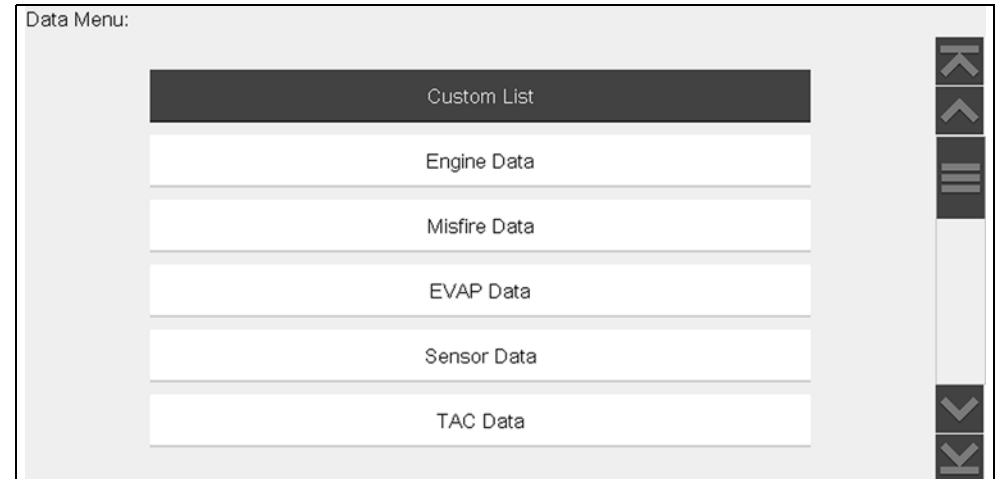 Data Menu:
Custom List
Engine Data
Misfire Data
EVAP Data
Sensor Data
TAC Data